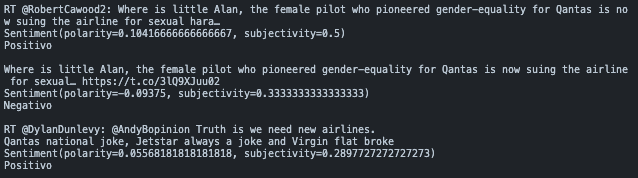 RT @RobertCawood2: Where is little Alan, the female pilot who pioneered gender-equality for Qantas is no
w suing the airline for sexual hara…
Sentiment(polarity=0.10416666666666667, subjectivity=0.5)
Positivo
Where is little Alan, the female pilot who pioneered gender-equality for Qantas is now suing the airline
for sexual… https://t.co/3lQ9XJuu02
Sentiment(polarity=-0.09375, subjectivity=0.3333333333333333)
Negativo
RT @DylanDunlevy: @AndyBopinion Truth is we need new airlines.
Qantas national joke, Jetstar always a joke and Virgin flat broke
Sentiment(polarity=0.05568181818181818, subjectivity=0.2897727272727273)
Positivo